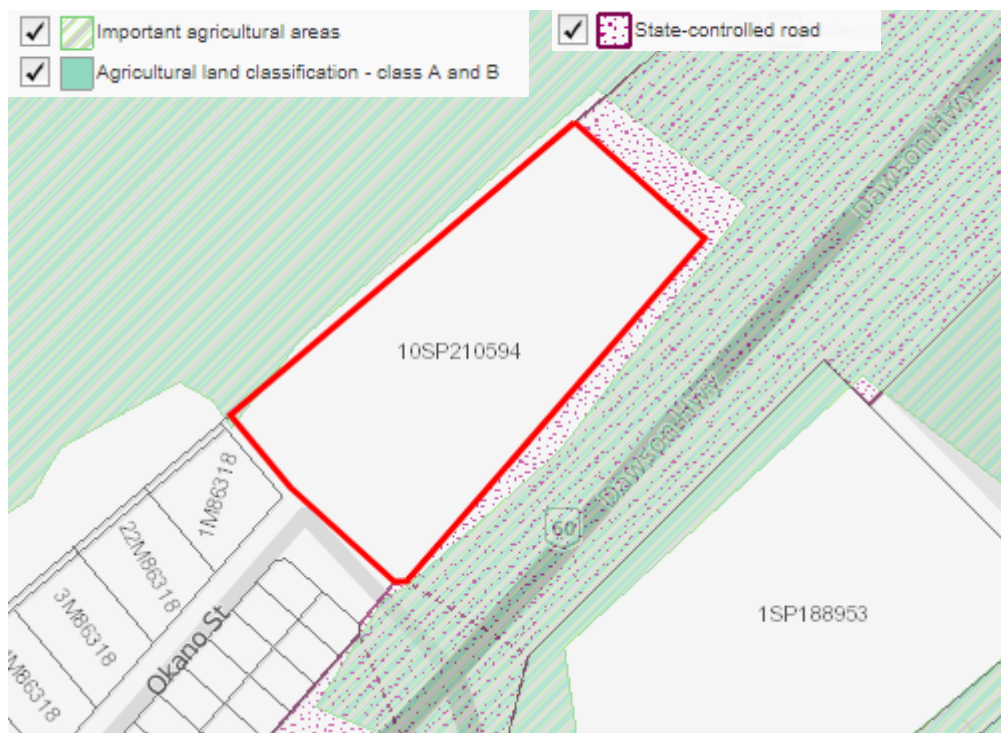 Important agricultural areas
Agricultural land classification - class A and B
State-controlled road
Dawson Hwy
10SP210594
Dawson Hwy
60
1M86318
22M86318
3M86318
M86318
Okano St
1SP188953